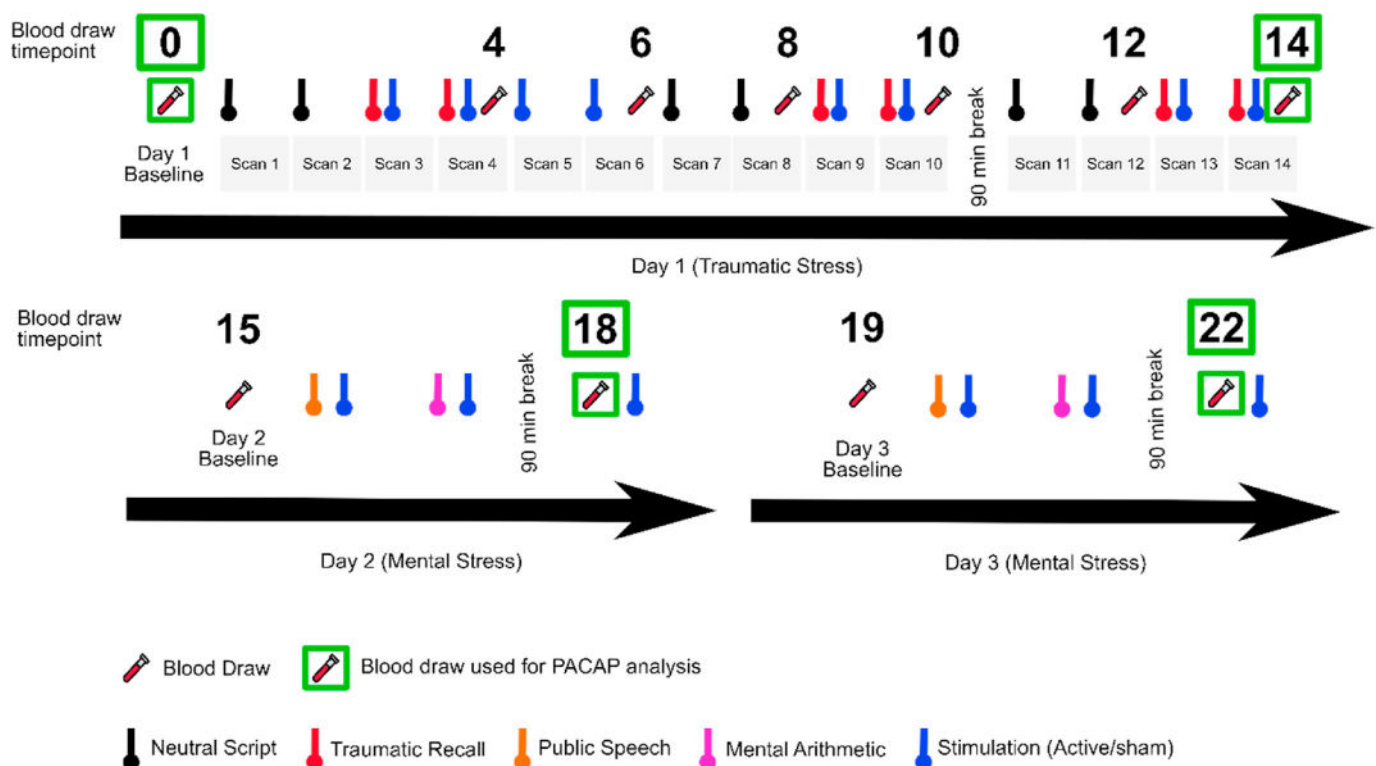 Blood draw timepoint
0 4 6 8 10 12 14
Day 1 Baseline
Scan 1 Scan 2 Scan 3 Scan 4 Scan 5 Scan 6 Scan 7 Scan 8 Scan 9 Scan 10
90 min break
Scan 11 Scan 12 Scan 13 Scan 14
Day 1 (Traumatic Stress)
Blood draw timepoint
15 18
Day 2 Baseline
90 min break
Day 2 (Mental Stress)
19 22
Day 3 Baseline
90 min break
Day 3 (Mental Stress)
Blood Draw
Blood draw used for PACAP analysis
Neutral Script Traumatic Recall Public Speech Mental Arithmetic Stimulation (Active/sham)